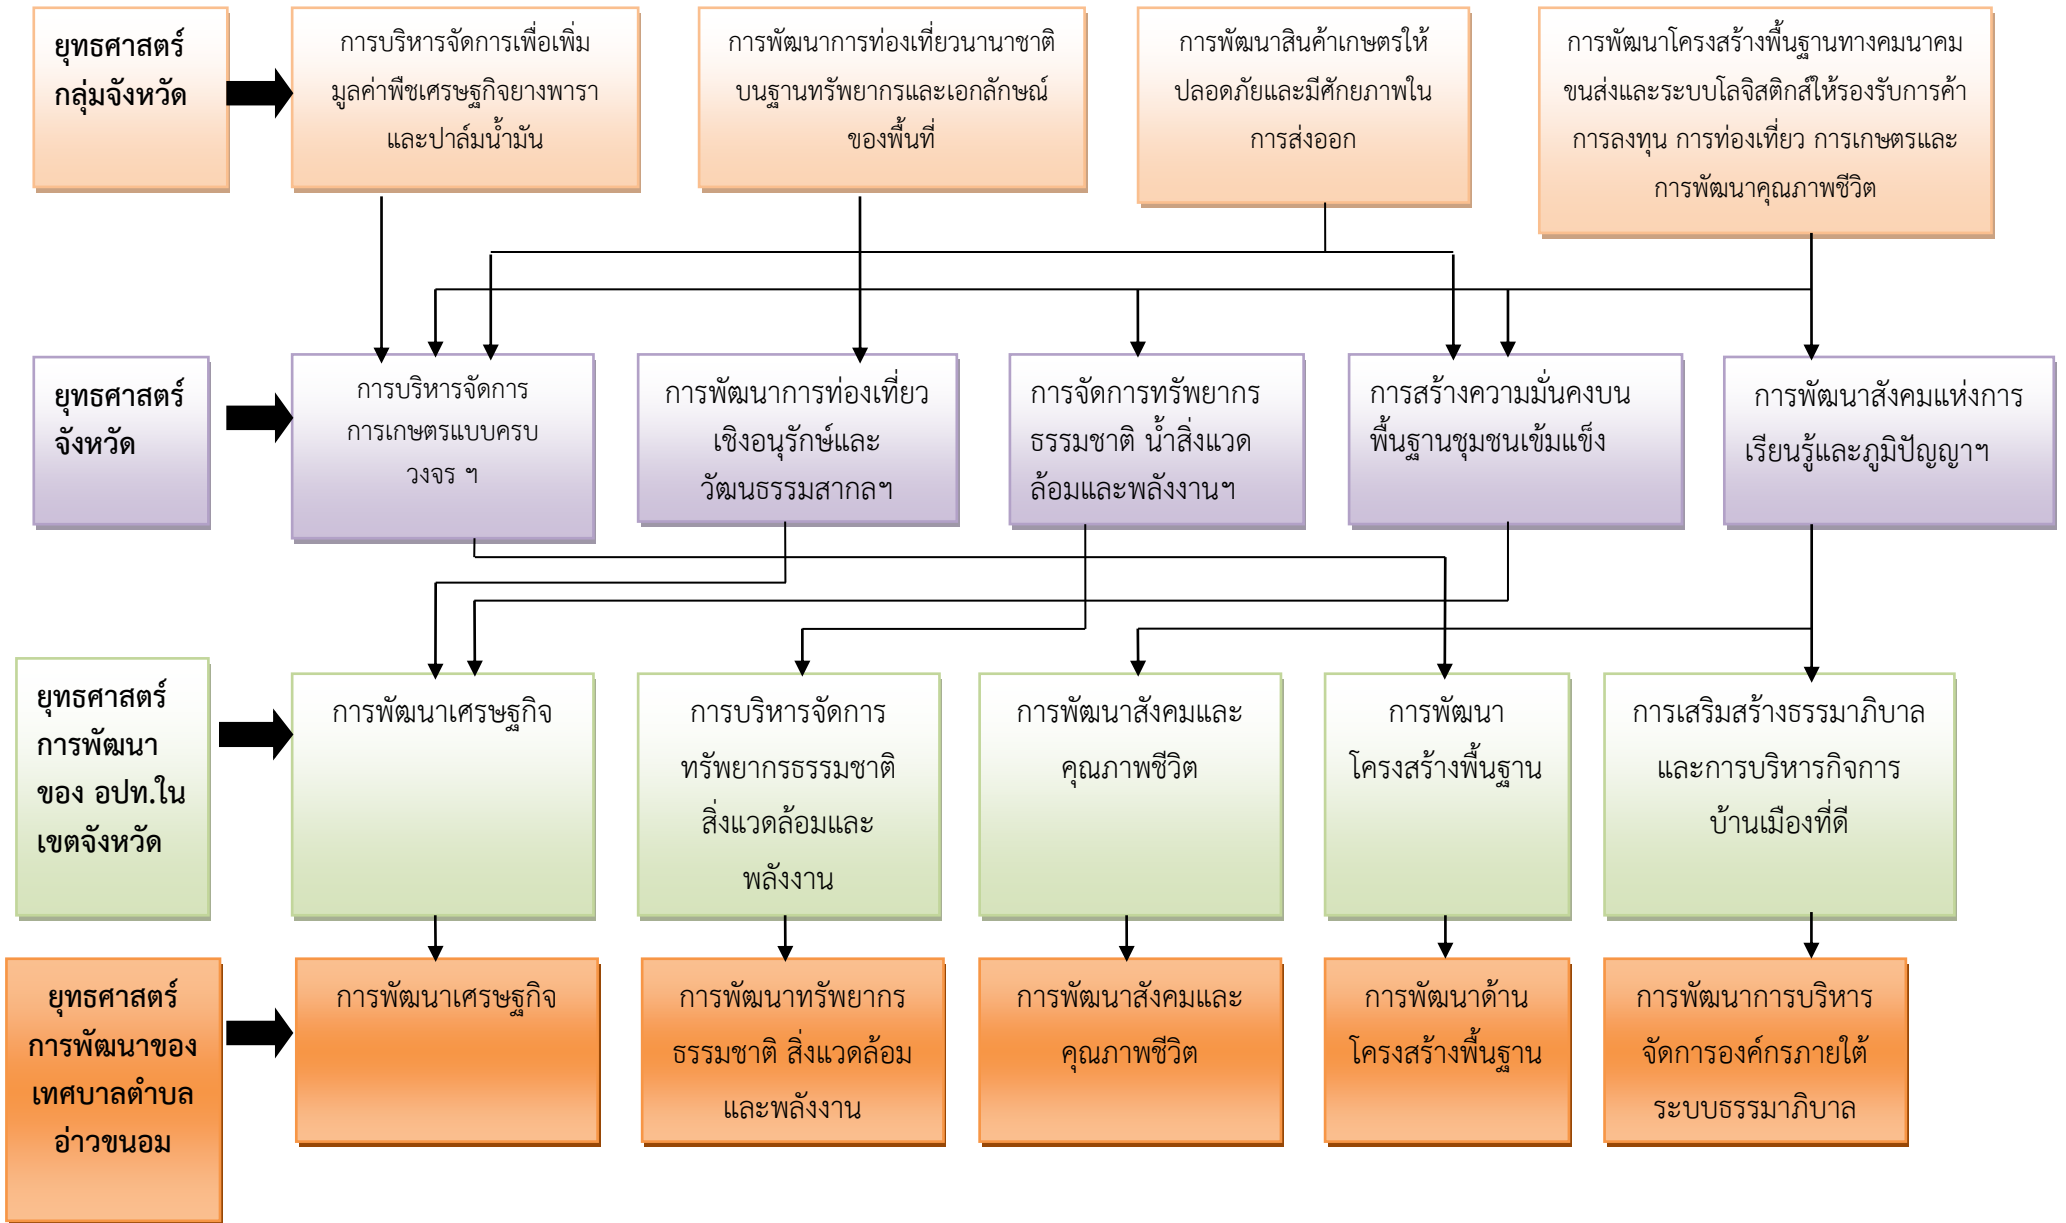 ยุทธศาสตร์
กลุ่มจังหวัด
การบริหารจัดการเพื่อเพิ่ม
มูลค่าพืชเศรษฐกิจยางพารา
และปาล์มน้ำมัน
การพัฒนาการท่องเที่ยวนานาชาติ
บนฐานทรัพยากรและเอกลักษณ์
ของพื้นที่
การพัฒนาสินค้าเกษตรให้
ปลอดภัยและมีศักยภาพใน
การส่งออก
การพัฒนาโครงสร้างพื้นฐานทางคมนาคม
ขนส่งและระบบโลจิสติกส์ให้รองรับการค้า
การลงทุน การท่องเที่ยว การเกษตรและ
การพัฒนาคุณภาพชีวิต
ยุทธศาสตร์
จังหวัด
การบริหารจัดการ
การเกษตรแบบครบ
วงจร ฯ
การพัฒนาการท่องเที่ยว
เชิงอนุรักษ์และ
วัฒนธรรมสากลฯ
การจัดการทรัพยากร
ธรรมชาติ น้ำสิ่งแวด
ล้อมและพลังงานฯ
การสร้างความมั่นคงบน
พื้นฐานชุมชนเข้มแข็ง
การพัฒนาสังคมแห่งการ
เรียนรู้และภูมิปัญญาฯ
ยุทธศาสตร์
การพัฒนา
ของ อปท.ใน
เขตจังหวัด
การพัฒนาเศรษฐกิจ
การบริหารจัดการ
ทรัพยากรธรรมชาติ
สิ่งแวดล้อมและ
พลังงาน
การพัฒนาสังคมและ
คุณภาพชีวิต
การพัฒนา
โครงสร้างพื้นฐาน
การเสริมสร้างธรรมาภิบาล
และการบริหารกิจการ
บ้านเมืองที่ดี
ยุทธศาสตร์
การพัฒนาของ
เทศบาลตำบล
อ่าวขนอม
การพัฒนาเศรษฐกิจ
การพัฒนาทรัพยากร
ธรรมชาติ สิ่งแวดล้อม
และพลังงาน
การพัฒนาสังคมและ
คุณภาพชีวิต
การพัฒนาด้าน
โครงสร้างพื้นฐาน
การพัฒนาการบริหาร
จัดการองค์กรภายใต้
ระบบธรรมาภิบาล